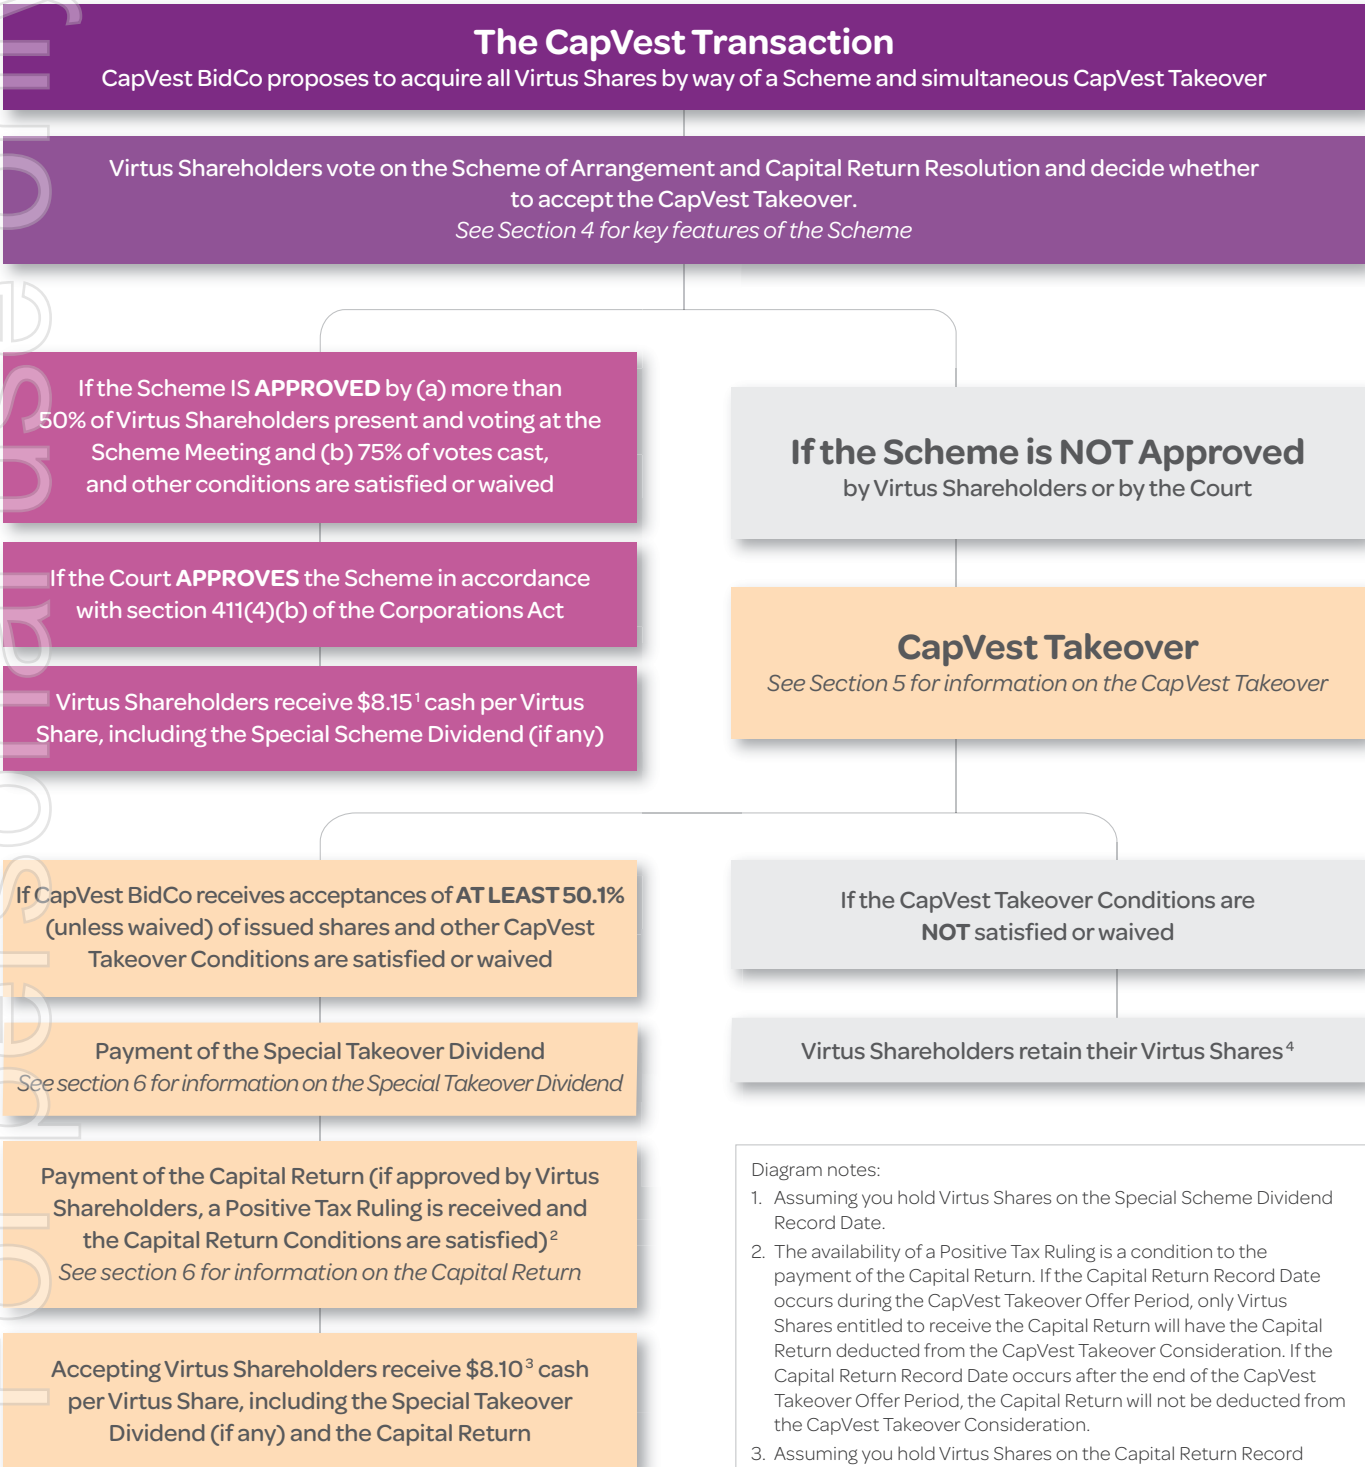 The CapVest Transaction
CapVest BidCo proposes to acquire all Virtus Shares by way of a Scheme and simultaneous CapVest Takeover
Virtus Shareholders vote on the Scheme of Arrangement and Capital Return Resolution and decide whether
to accept the CapVest Takeover.
See Section 4 for key features of the Scheme
If the Scheme IS APPROVED by (a) more than
50% of Virtus Shareholders present and voting at the
Scheme Meeting and (b) 75% of votes cast,
and other conditions are satisfied or waived
If the Court APPROVES the Scheme in accordance
with section 411(4)(b) of the Corporations Act
Virtus Shareholders receive $8.15¹ cash per Virtus
Share, including the Special Scheme Dividend (if any)
If the Scheme is NOT Approved
by Virtus Shareholders or by the Court
CapVest Takeover
See Section 5 for information on the CapVest Takeover
If CapVest BidCo receives acceptances of AT LEAST 50.1%
(unless waived) of issued shares and other CapVest
Takeover Conditions are satisfied or waived
Payment of the Special Takeover Dividend
See section 6 for information on the Special Takeover Dividend
Payment of the Capital Return (if approved by Virtus
Shareholders, a Positive Tax Ruling is received and
the Capital Return Conditions are satisfied)²
See section 6 for information on the Capital Return
Accepting Virtus Shareholders receive $8.10³ cash
per Virtus Share, including the Special Takeover
Dividend (if any) and the Capital Return
If the CapVest Takeover Conditions are
NOT satisfied or waived
Virtus Shareholders retain their Virtus Shares⁴
Diagram notes:
1. Assuming you hold Virtus Shares on the Special Scheme Dividend
Record Date.
2. The availability of a Positive Tax Ruling is a condition to the
payment of the Capital Return. If the Capital Return Record Date
occurs during the CapVest Takeover Offer Period, only Virtus
Shares entitled to receive the Capital Return will have the Capital
Return deducted from the CapVest Takeover Consideration. If the
Capital Return Record Date occurs after the end of the CapVest
Takeover Offer Period, the Capital Return will not be deducted from
the CapVest Takeover Consideration.
3. Assuming you hold Virtus Shares on the Capital Return Record
For personal use only